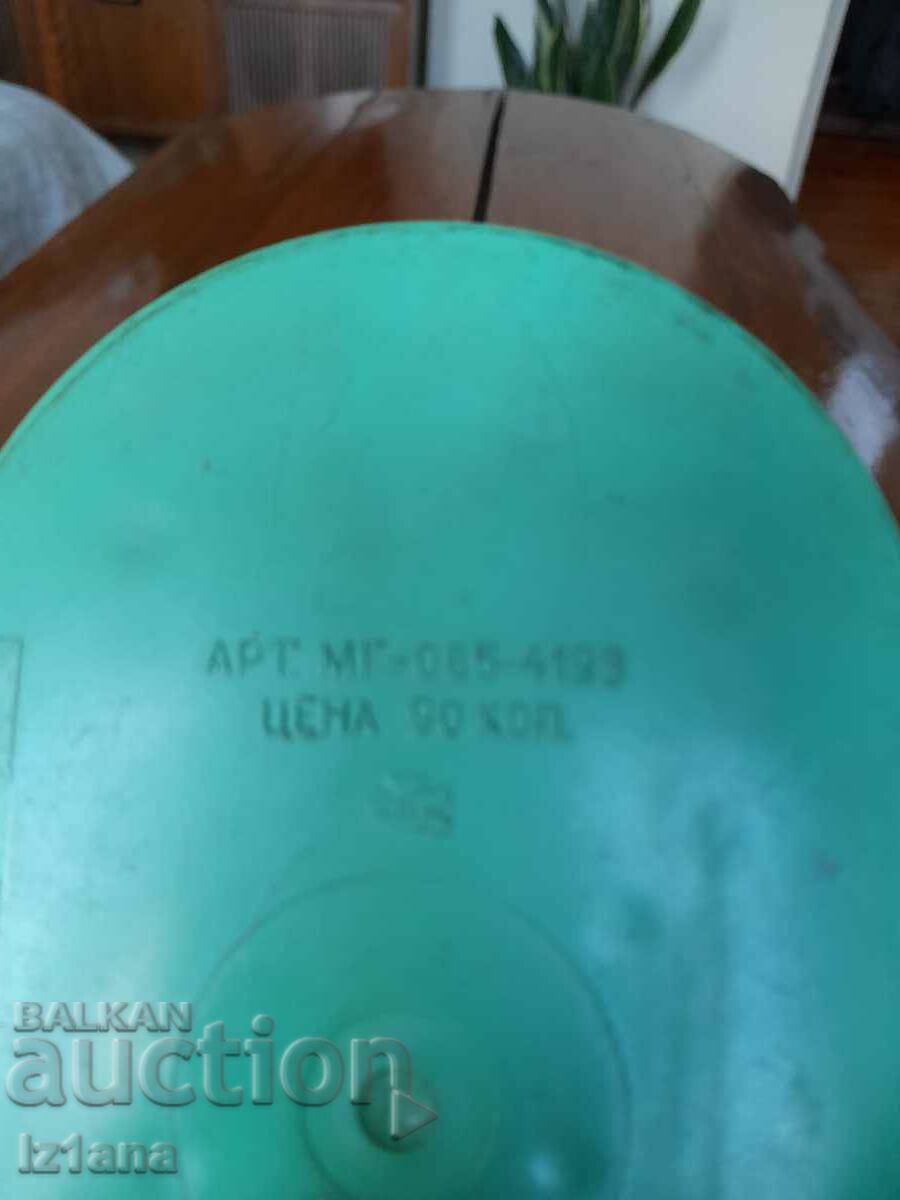 АРТ. МГ-065-4193
ЦЕНА 90 КОП.
BALKAN
auction
Iz1ana